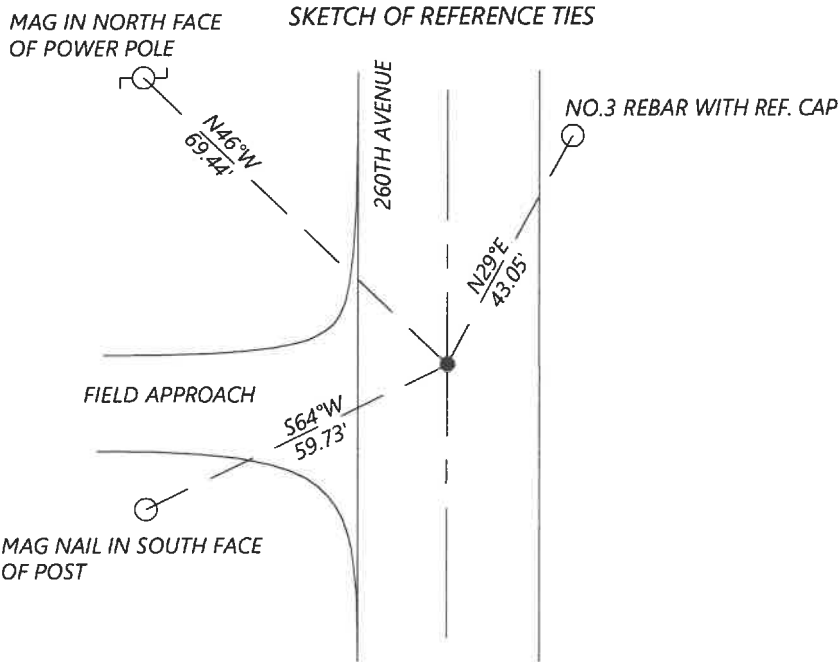 SKETCH OF REFERENCE TIES
MAG IN NORTH FACE
OF POWER POLE
N46°W
69.44'
260TH AVENUE
NO.3 REBAR WITH REF. CAP
N29°E
43.05'
FIELD APPROACH
S64°W
59.73'
MAG NAIL IN SOUTH FACE
OF POST